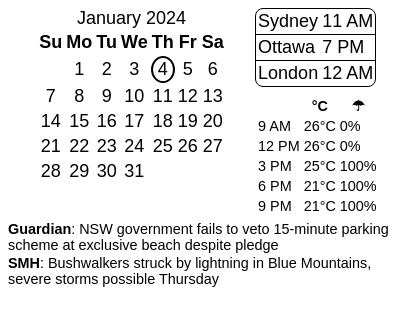 January 2024
Su Mo Tu We Th Fr Sa
1 2 3 4 5 6
7 8 9 10 11 12 13
14 15 16 17 18 19 20
21 22 23 24 25 26 27
28 29 30 31
Sydney 11 AM
Ottawa 7 PM
London 12 AM
°C ☂
9 AM 26°C 0%
12 PM 26°C 0%
3 PM 25°C 100%
6 PM 21°C 100%
9 PM 21°C 100%
Guardian: NSW government fails to veto 15-minute parking
scheme at exclusive beach despite pledge
SMH: Bushwalkers struck by lightning in Blue Mountains,
severe storms possible Thursday